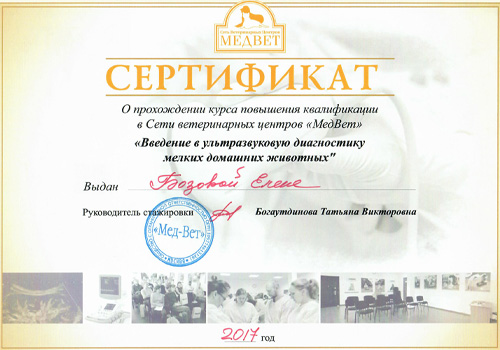 Сеть Ветеринарных Центров
МЕДВЕТ
СЕРТИФИКАТ
О прохождении курса повышения квалификации
в Сети ветеринарных центров «МедВет»
«Введение в ультразвуковую диагностику
мелких домашних животных"
Выдан Бозовой Елене
Руководитель стажировки Богаутдинова Татьяна Викторовна
«Мед-Вет»
МОСКВА
2017 год